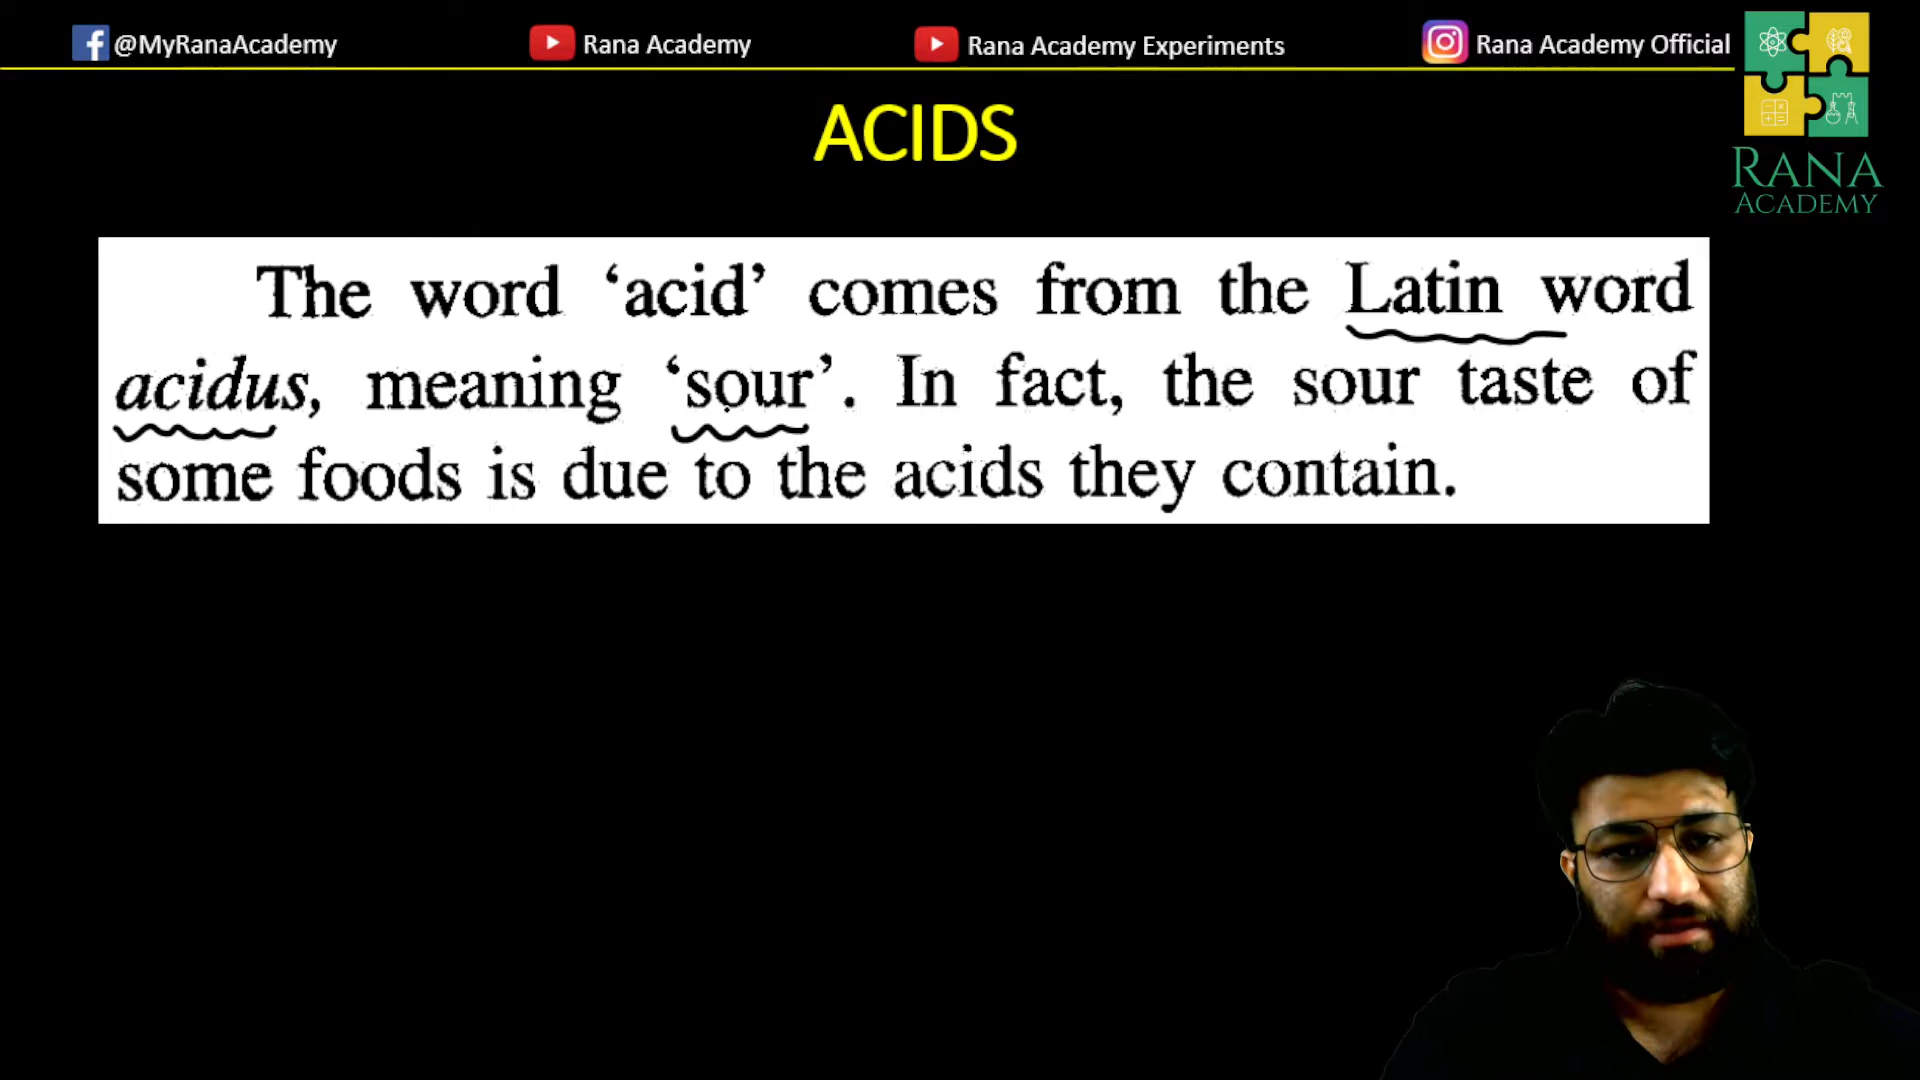 @MyRanaAcademy
Rana Academy
Rana Academy Experiments
Rana Academy Official
RANA
ACADEMY
ACIDS
The word ‘acid’ comes from the Latin word
acidus, meaning ‘sour’. In fact, the sour taste of
some foods is due to the acids they contain.